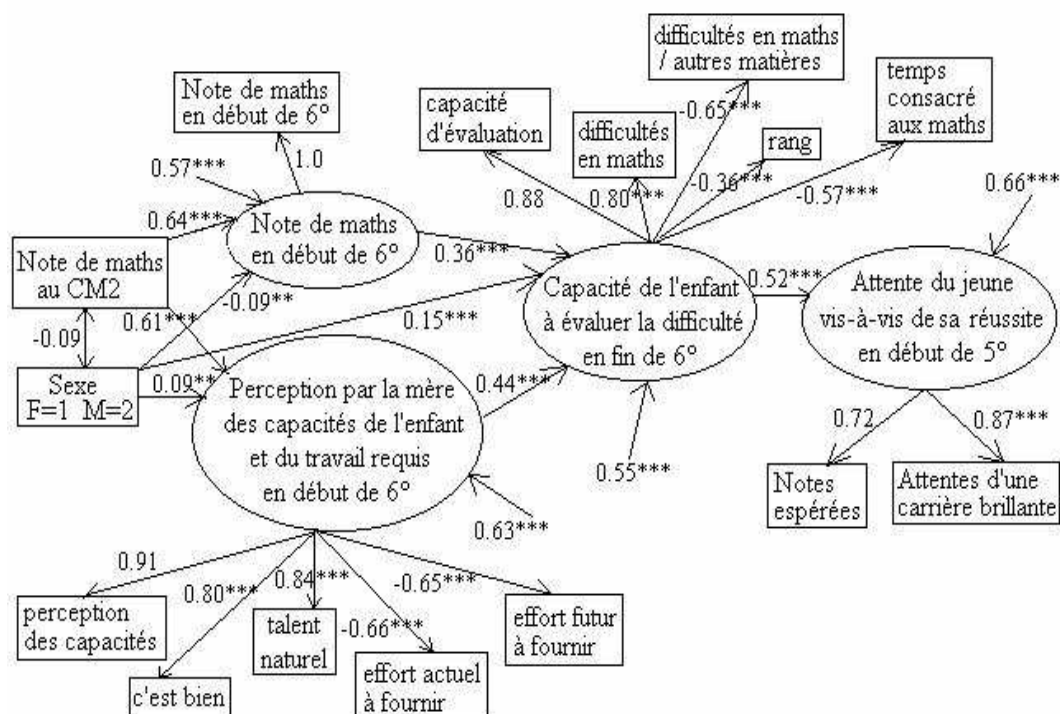 difficultés en maths
/ autres matières
temps
consacré
aux maths
Note de maths
en début de 6°
capacité
d'évaluation
difficultés
en maths
-0.65***
rang
1.0
0.57***
0.88
0.80***
-0.36***
-0.57***
0.66***
0.64***
Note de maths
en début de 6°
0.36***
Note de maths
au CM2
-0.09**
Capacité de l'enfant
à évaluer la difficulté
en fin de 6°
0.52***
Attente du jeune
vis-à-vis de sa réussite
en début de 5°
-0.09
0.61***
0.15***
Sexe
F=1 M=2
0.09**
Perception par la mère
des capacités de l'enfant
et du travail requis
en début de 6°
0.44***
0.55***
0.72
0.87***
Notes
espérées
Attentes d'une
carrière brillante
0.63***
0.91
0.80***
0.84***
-0.66***
-0.65***
perception
des capacités
c'est bien
talent
naturel
effort actuel
à fournir
effort futur
à fournir